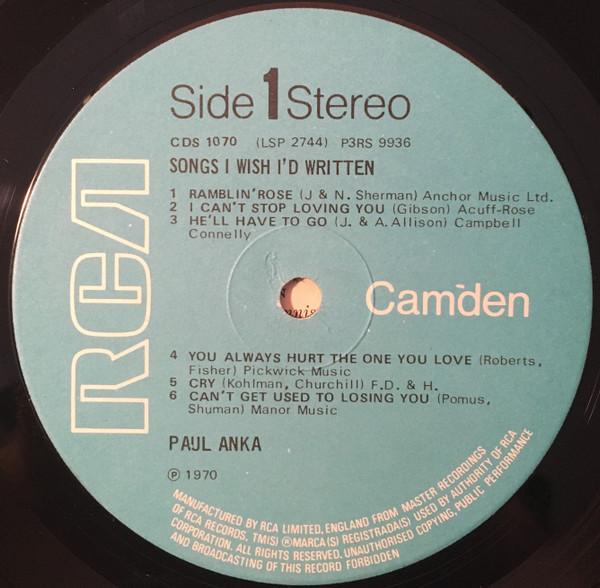 Side 1 Stereo
CDS 1070 (LSP 2744) P3RS 9936
SONGS I WISH I'D WRITTEN
1 RAMBLIN' ROSE (J & N. Sherman) Anchor Music Ltd.
2 I CAN'T STOP LOVING YOU (Gibson) Acuff-Rose
3 HE'LL HAVE TO GO (J. & A. Allison) Campbell
Connelly
RCA
Camden
4 YOU ALWAYS HURT THE ONE YOU LOVE (Roberts,
Fisher) Pickwick Music
5 CRY (Kohlman, Churchill) F.D. & H.
6 CAN'T GET USED TO LOSING YOU (Pomus,
Shuman) Manor Music
PAUL ANKA
℗ 1970
MANUFACTURED BY RCA LIMITED, ENGLAND FROM MASTER RECORDINGS
OF RCA RECORDS, TM(S) ®MARCA(S) REGISTRADA(S) USED BY AUTHORITY OF RCA
CORPORATION. ALL RIGHTS RESERVED. UNAUTHORISED COPYING, PUBLIC PERFORMANCE
AND BROADCASTING OF THIS RECORD FORBIDDEN